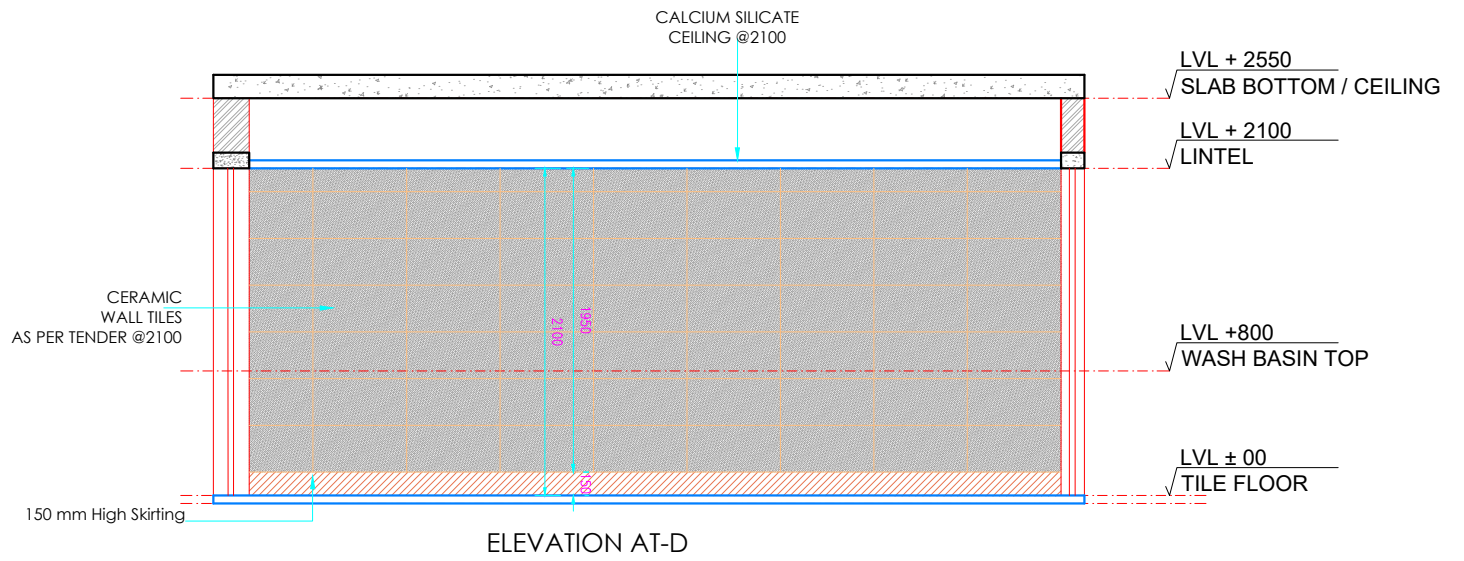 CALCIUM SILICATE
CEILING @2100
LVL + 2550
SLAB BOTTOM / CEILING
LVL + 2100
LINTEL
CERAMIC
WALL TILES
AS PER TENDER @2100
1950
2100
LVL +800
WASH BASIN TOP
150
LVL ± 00
TILE FLOOR
150 mm High Skirting
ELEVATION AT-D